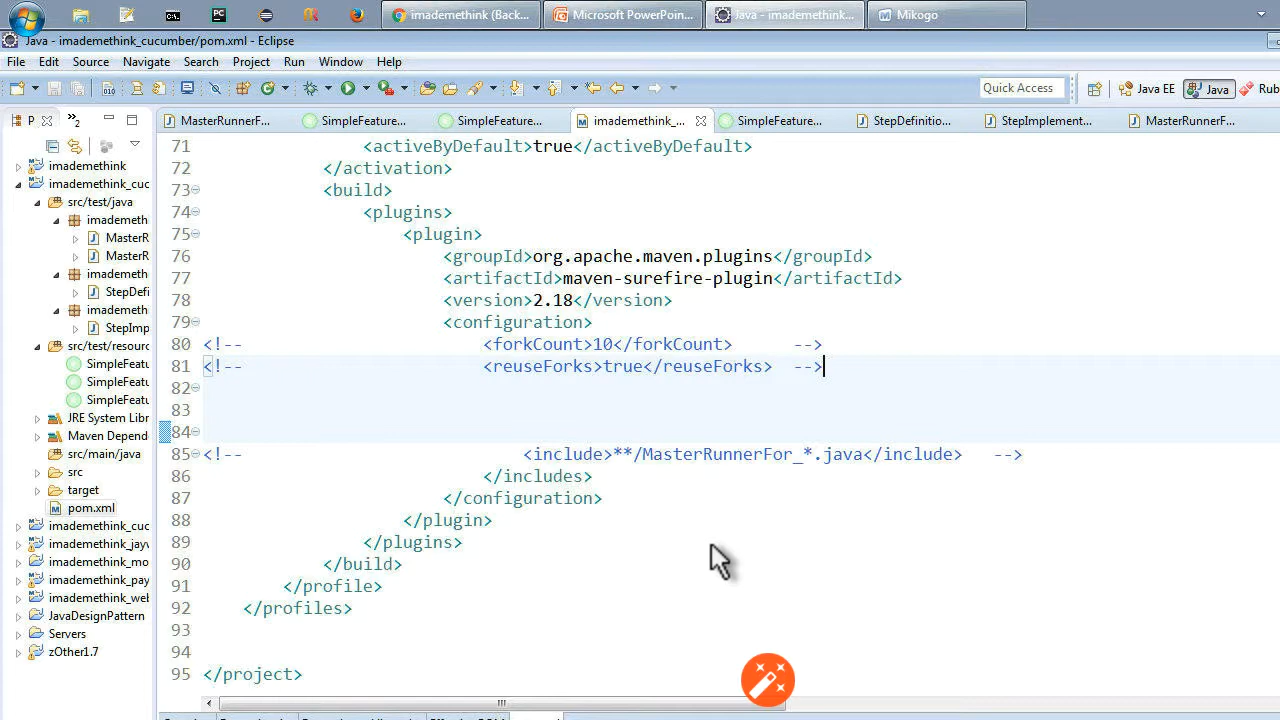 imademethink (Back...
Microsoft PowerPoin...
Java - imademethink...
Mikogo
Java - imademethink_cucumber/pom.xml - Eclipse
File Edit Source Navigate Search Project Run Window Help
Quick Access
Java EE
Java
Rub
P
MasterRunnerF...
SimpleFeature...
SimpleFeature...
imademethink_...
SimpleFeature...
StepDefinitio...
StepImplement...
MasterRunnerF...
imademethink
imademethink_cuc
src/test/java
imademeth
MasterR
MasterR
imademeth
StepDefi
imademeth
StepImp
src/test/resourc
SimpleFeatu
SimpleFeatu
SimpleFeatu
JRE System Libr
Maven Depend
src/main/java
src
target
pom.xml
imademethink_cuc
imademethink_jayv
imademethink_mo
imademethink_pay
imademethink_web
JavaDesignPattern
Servers
zOther1.7
71 <activeByDefault>true</activeByDefault>
72 </activation>
73 <build>
74 <plugins>
75 <plugin>
76 <groupId>org.apache.maven.plugins</groupId>
77 <artifactId>maven-surefire-plugin</artifactId>
78 <version>2.18</version>
79 <configuration>
80 <!-- <forkCount>10</forkCount> -->
81 <!-- <reuseForks>true</reuseForks> -->
82
83
84
85 <!-- <include>**/MasterRunnerFor_*.java</include> -->
86 </includes>
87 </configuration>
88 </plugin>
89 </plugins>
90 </build>
91 </profile>
92 </profiles>
93
94
95 </project>